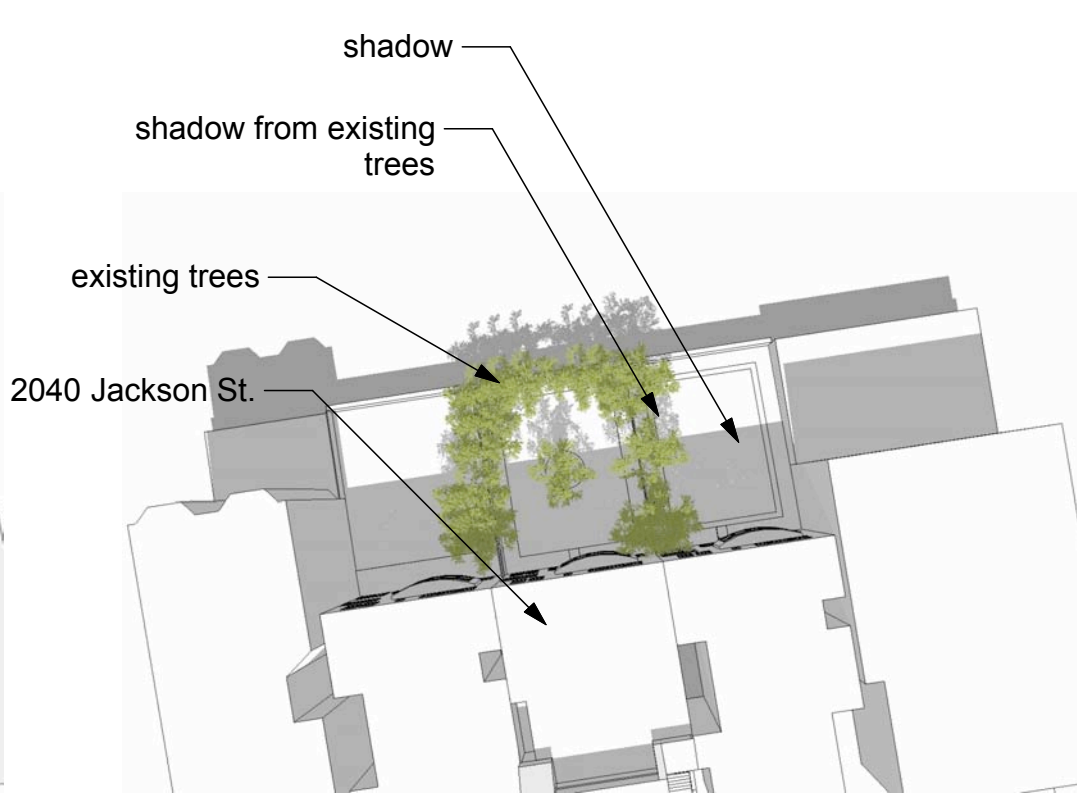 shadow
shadow from existing
trees
existing trees
2040 Jackson St.